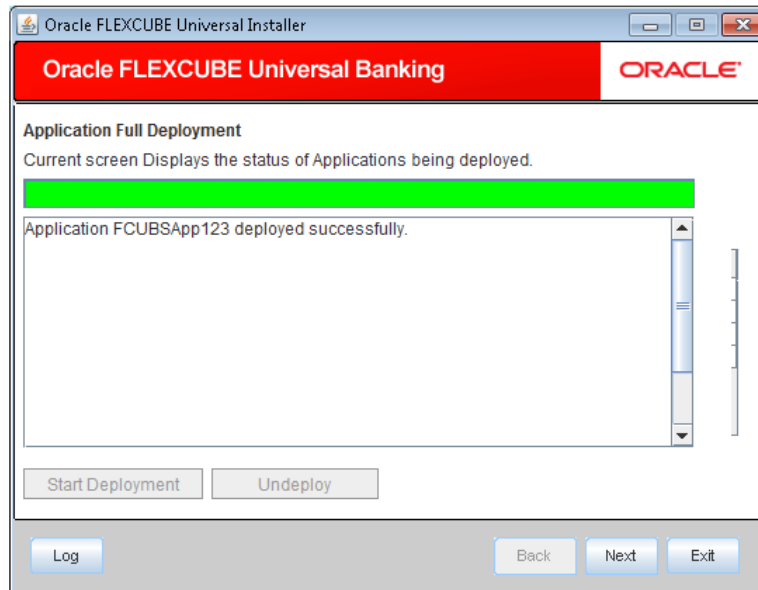 Oracle FLEXCUBE Universal Installer
Oracle FLEXCUBE Universal Banking
ORACLE
Application Full Deployment
Current screen Displays the status of Applications being deployed.
Application FCUBSApp123 deployed successfully.
Start Deployment Undeploy
Log Back Next Exit